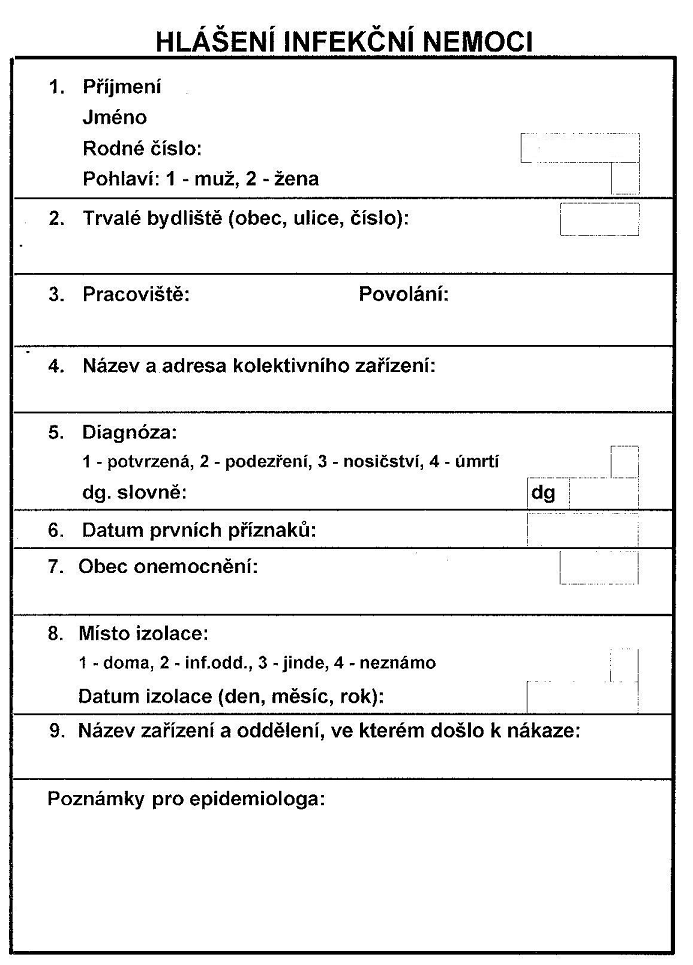 HLÁŠENÍ INFEKČNÍ NEMOCI
1. Příjmení
Jméno
Rodné číslo:
Pohlaví: 1 - muž, 2 - žena
2. Trvalé bydliště (obec, ulice, číslo):
3. Pracoviště: Povolání:
4. Název a adresa kolektivního zařízení:
5. Diagnóza:
1 - potvrzená, 2 - podezření, 3 - nosičství, 4 - úmrtí
dg. slovně: dg
6. Datum prvních příznaků:
7. Obec onemocnění:
8. Místo izolace:
1 - doma, 2 - inf.odd., 3 - jinde, 4 - neznámo
Datum izolace (den, měsíc, rok):
9. Název zařízení a oddělení, ve kterém došlo k nákaze:
Poznámky pro epidemiologa: